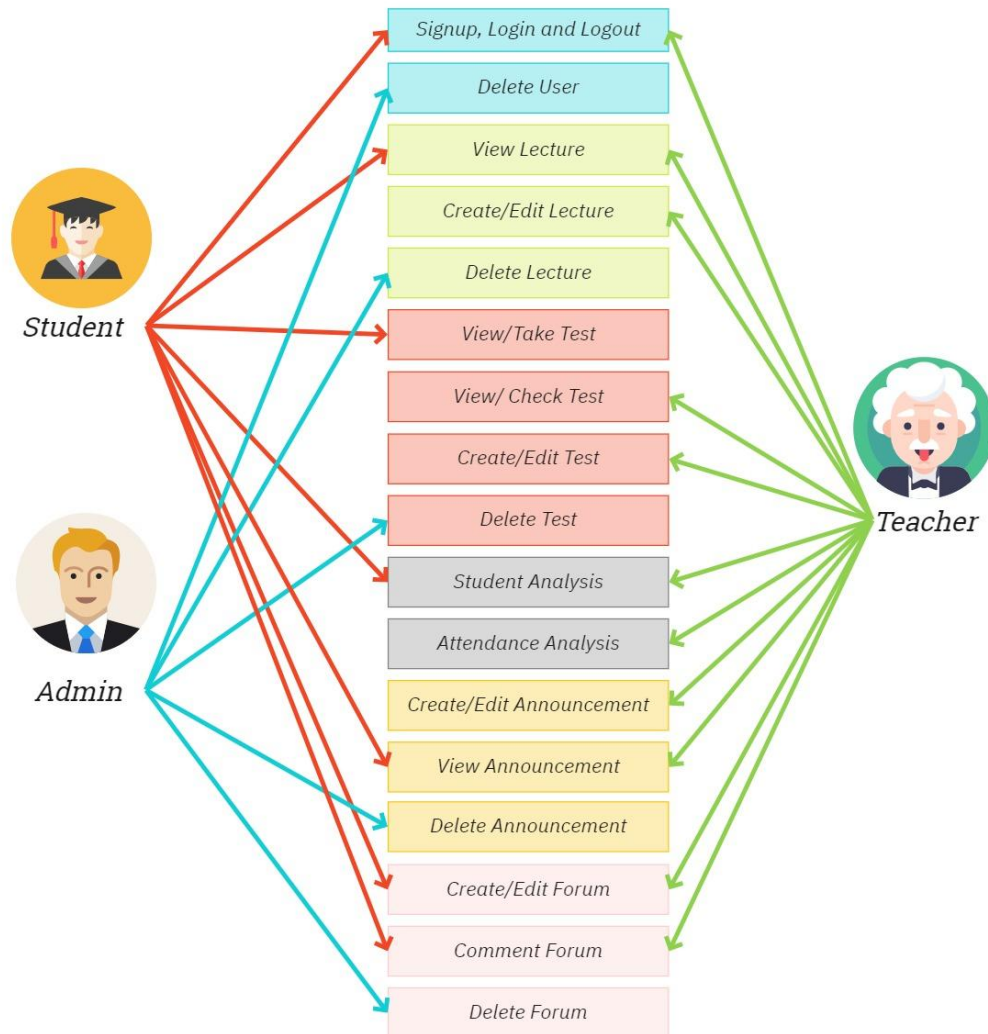 Signup, Login and Logout
Delete User
View Lecture
Create/Edit Lecture
Delete Lecture
Student
View/Take Test
View/ Check Test
Create/Edit Test
Delete Test
Teacher
Student Analysis
Attendance Analysis
Admin
Create/Edit Announcement
View Announcement
Delete Announcement
Create/Edit Forum
Comment Forum
Delete Forum